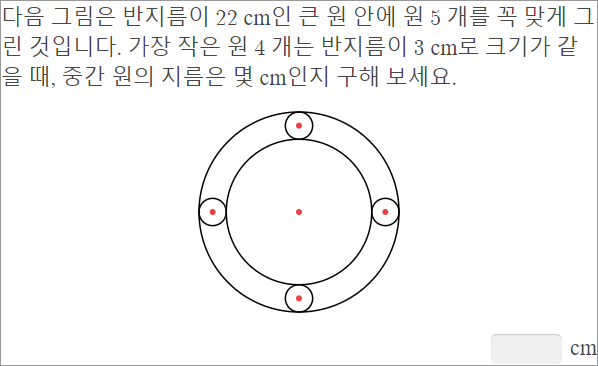 다음 그림은 반지름이 22 cm인 큰 원 안에 원 5 개를 꼭 맞게 그
린 것입니다. 가장 작은 원 4 개는 반지름이 3 cm로 크기가 같
을 때, 중간 원의 지름은 몇 cm인지 구해 보세요.
cm